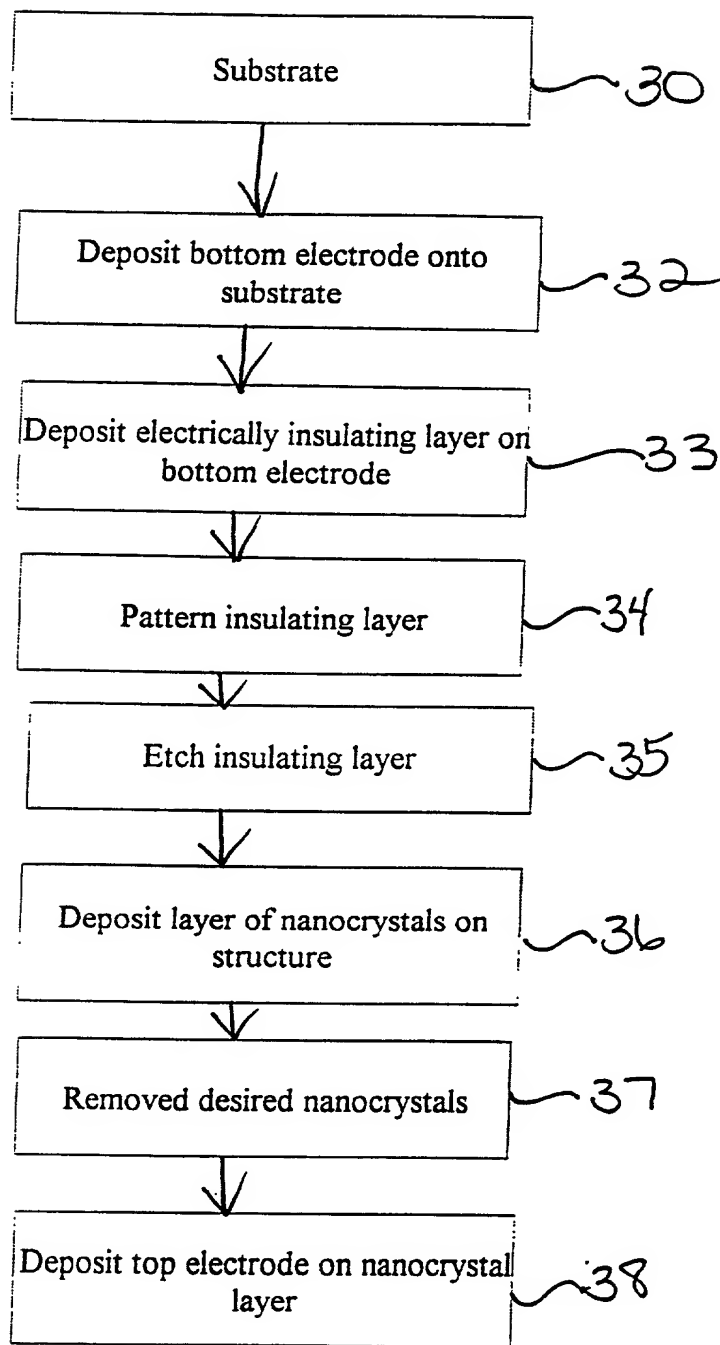 Substrate
30
Deposit bottom electrode onto
substrate
32
Deposit electrically insulating layer on
bottom electrode
33
Pattern insulating layer
34
Etch insulating layer
35
Deposit layer of nanocrystals on
structure
36
Removed desired nanocrystals
37
Deposit top electrode on nanocrystal
layer
38